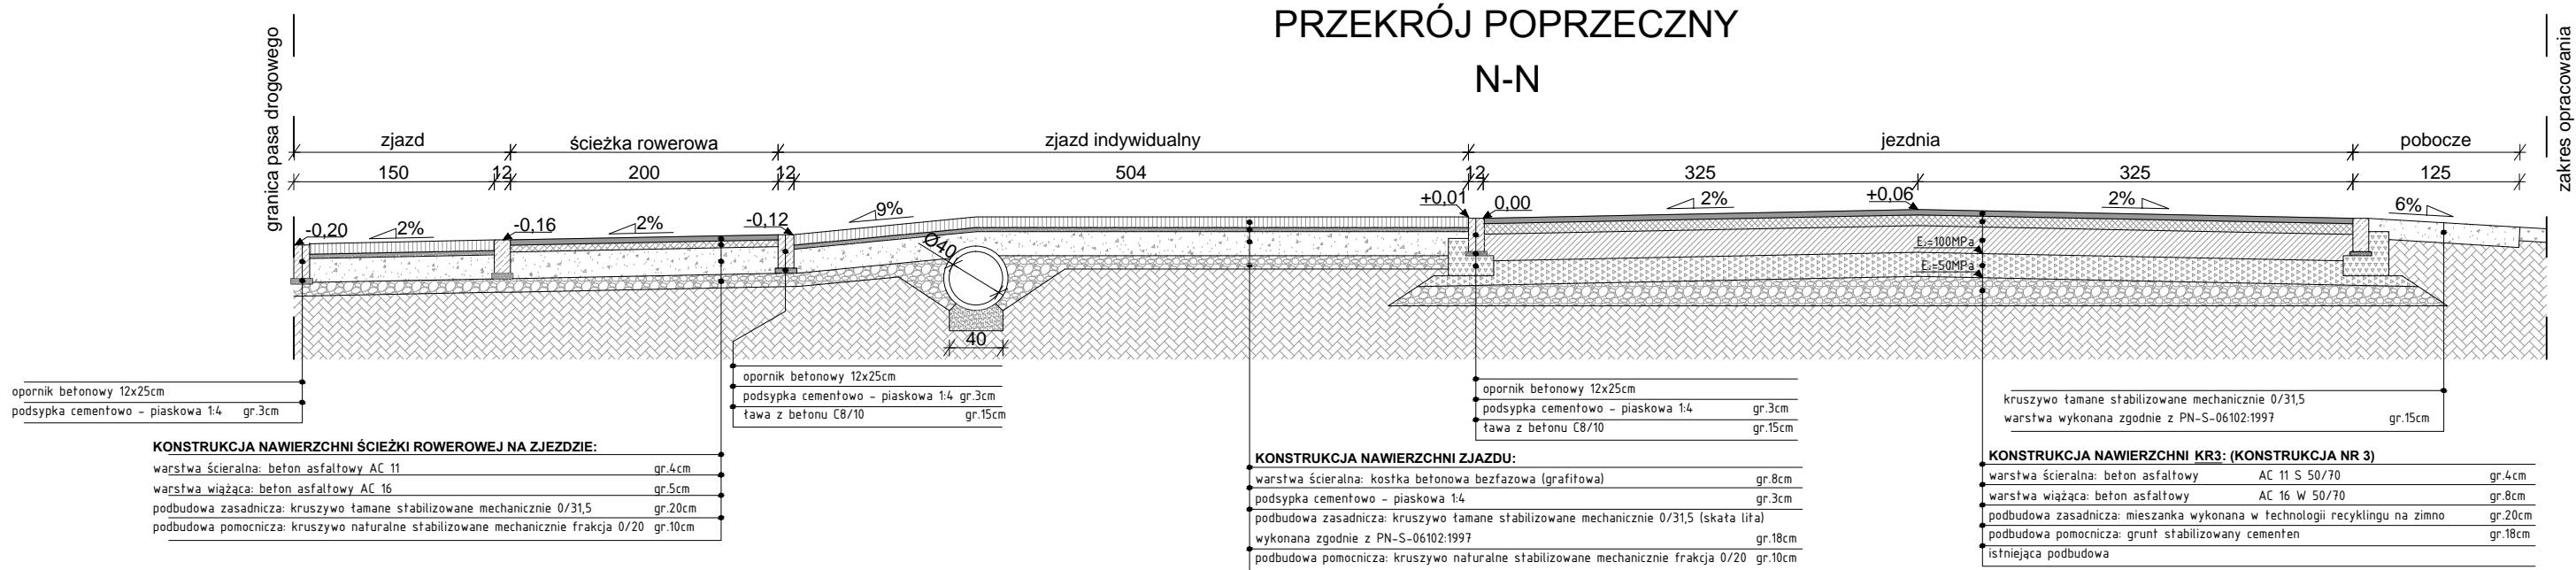 PRZEKRÓJ POPRZECZNY
N-N
granica pasa drogowego
zakres opracowania
zjazd
ścieżka rowerowa
zjazd indywidualny
jezdnia
pobocze
150
12
200
12
504
12
325
325
125
-0,20
2%
-0,16
2%
-0,12
9%
+0,01
0,00
2%
+0,06
2%
6%
Ø40
E₂=100MPa
E₂=50MPa
40
opornik betonowy 12x25cm
podsypka cementowo - piaskowa 1:4 gr.3cm
opornik betonowy 12x25cm
podsypka cementowo - piaskowa 1:4 gr.3cm
ława z betonu C8/10 gr.15cm
opornik betonowy 12x25cm
podsypka cementowo - piaskowa 1:4 gr.3cm
ława z betonu C8/10 gr.15cm
kruszywo łamane stabilizowane mechanicznie 0/31,5
warstwa wykonana zgodnie z PN-S-06102:1997 gr.15cm
KONSTRUKCJA NAWIERZCHNI ŚCIEŻKI ROWEROWEJ NA ZJEZDZIE:
warstwa ścieralna: beton asfaltowy AC 11 gr.4cm
warstwa wiążąca: beton asfaltowy AC 16 gr.5cm
podbudowa zasadnicza: kruszywo łamane stabilizowane mechanicznie 0/31,5 gr.20cm
podbudowa pomocnicza: kruszywo naturalne stabilizowane mechanicznie frakcja 0/20 gr.10cm
KONSTRUKCJA NAWIERZCHNI ZJAZDU:
warstwa ścieralna: kostka betonowa bezfazowa (grafitowa) gr.8cm
podsypka cementowo - piaskowa 1:4 gr.3cm
podbudowa zasadnicza: kruszywo łamane stabilizowane mechanicznie 0/31,5 (skała lita)
wykonana zgodnie z PN-S-06102:1997 gr.18cm
podbudowa pomocnicza: kruszywo naturalne stabilizowane mechanicznie frakcja 0/20 gr.10cm
KONSTRUKCJA NAWIERZCHNI KR3: (KONSTRUKCJA NR 3)
warstwa ścieralna: beton asfaltowy AC 11 S 50/70 gr.4cm
warstwa wiążąca: beton asfaltowy AC 16 W 50/70 gr.8cm
podbudowa zasadnicza: mieszanka wykonana w technologii recyklingu na zimno gr.20cm
podbudowa pomocnicza: grunt stabilizowany cementen gr.18cm
istniejąca podbudowa